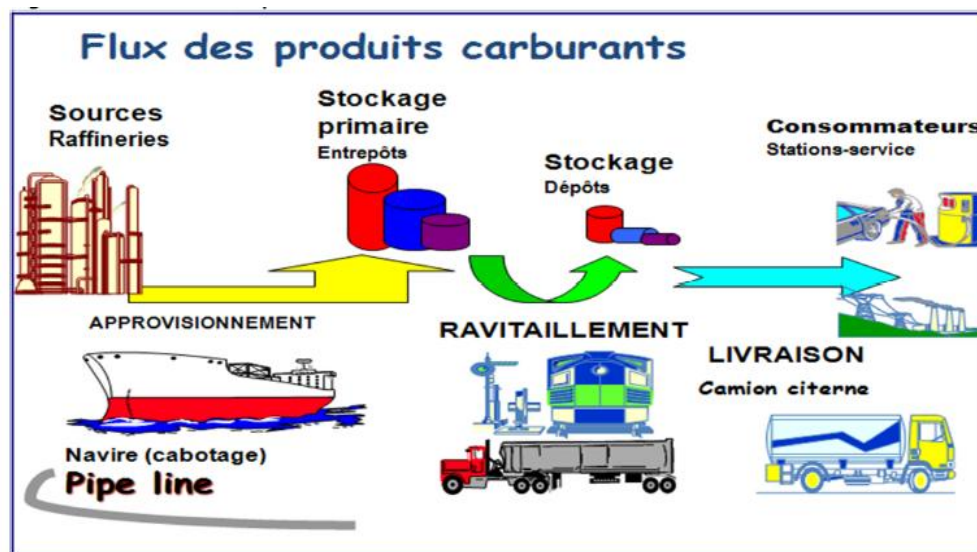 Flux des produits carburants
Sources
Raffineries
Stockage
primaire
Entrepôts
Stockage
Dépôts
Consommateurs
Stations-service
APPROVISIONNEMENT
RAVITAILLEMENT
LIVRAISON
Camion citerne
Navire (cabotage)
Pipe line